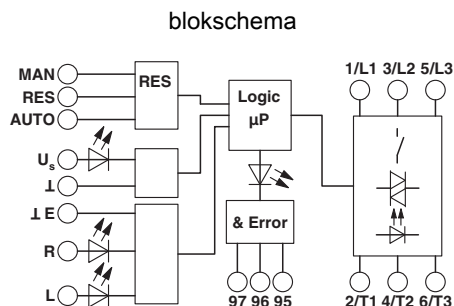 blokschema
MAN
RES
AUTO
RES
Logic
µP
1/L1 3/L2 5/L3
Us
⊥
⊥ E
R
L
& Error
97 96 95
2/T1 4/T2 6/T3